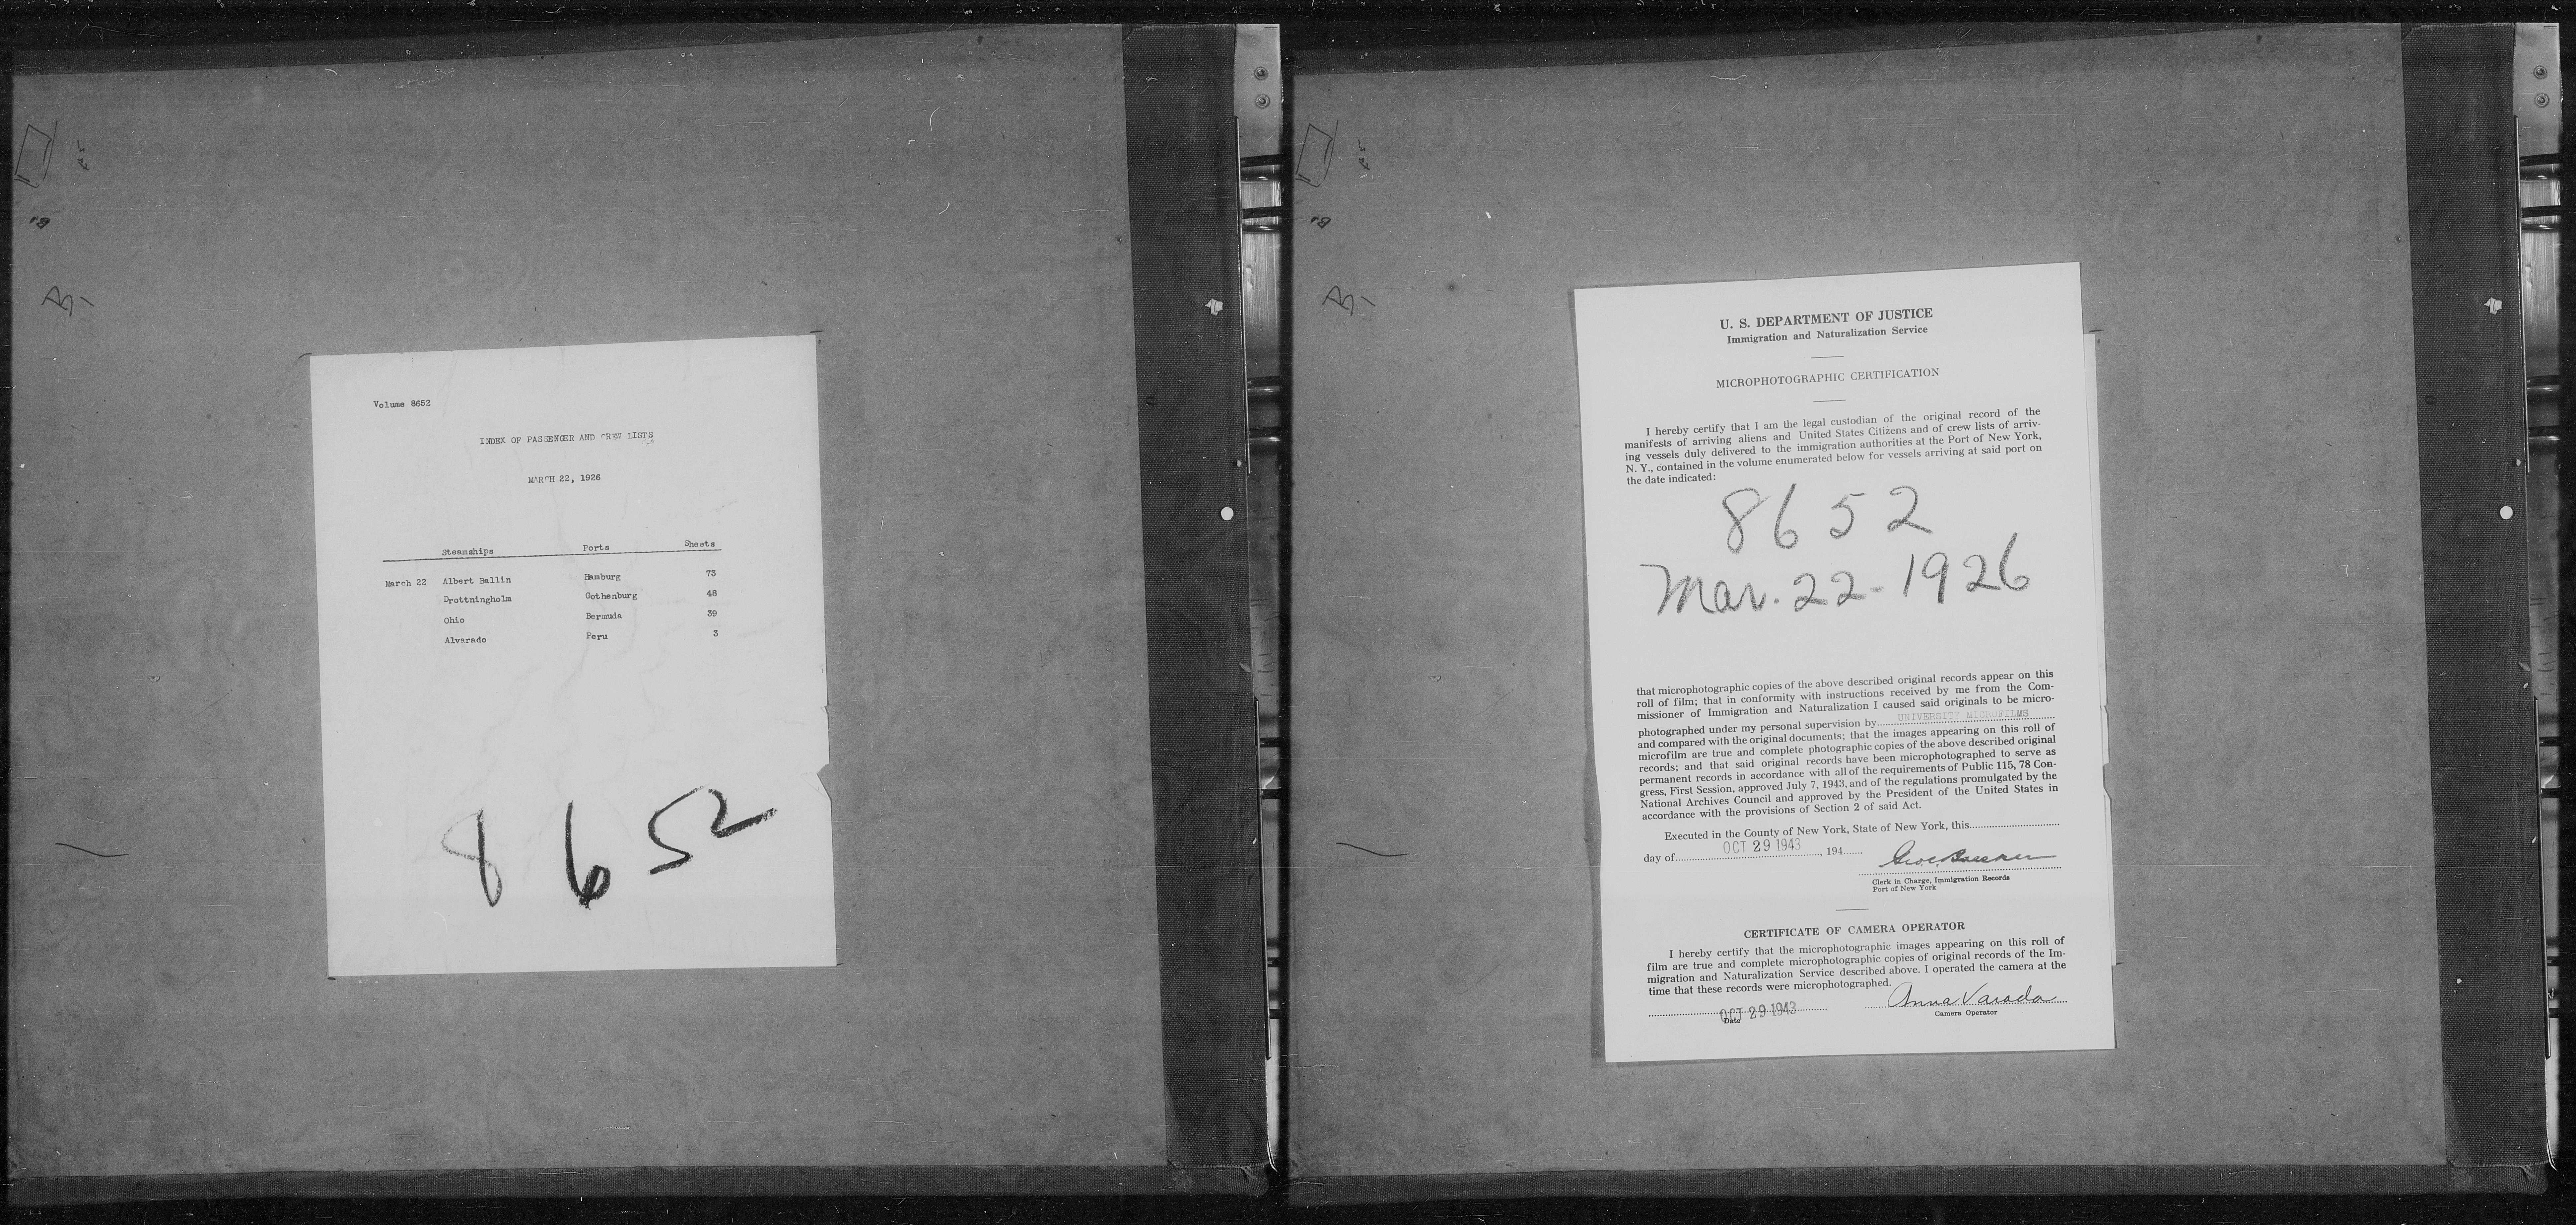 Volume 8652
INDEX OF PASSENGER AND CREW LISTS
MARCH 22, 1926
Steamships Ports Sheets
March 22 Albert Ballin Hamburg 73
Drottningholm Gothenburg 48
Ohio Bermuda 39
Alvarado Peru 3
8652
B,
B,
U. S. DEPARTMENT OF JUSTICE
Immigration and Naturalization Service
MICROPHOTOGRAPHIC CERTIFICATION
I hereby certify that I am the legal custodian of the original record of the
manifests of arriving aliens and United States Citizens and of crew lists of arriv-
ing vessels duly delivered to the immigration authorities at the Port of New York,
N. Y., contained in the volume enumerated below for vessels arriving at said port on
the date indicated:
8652
Mar. 22-1926
that microphotographic copies of the above described original records appear on this
roll of film; that in conformity with instructions received by me from the Com-
missioner of Immigration and Naturalization I caused said originals to be micro-
photographed under my personal supervision by UNIVERSITY MICROFILMS
and compared with the original documents; that the images appearing on this roll of
microfilm are true and complete photographic copies of the above described original
records; and that said original records have been microphotographed to serve as
permanent records in accordance with all of the requirements of Public 115, 78 Con-
gress, First Session, approved July 7, 1943, and of the regulations promulgated by the
National Archives Council and approved by the President of the United States in
accordance with the provisions of Section 2 of said Act.
Executed in the County of New York, State of New York, this
day of OCT 29 1943, 194
Clerk in Charge, Immigration Records
Port of New York
CERTIFICATE OF CAMERA OPERATOR
I hereby certify that the microphotographic images appearing on this roll of
film are true and complete microphotographic copies of original records of the Im-
migration and Naturalization Service described above. I operated the camera at the
time that these records were microphotographed.
OCT 29 1943 Anna Varada
Date Camera Operator